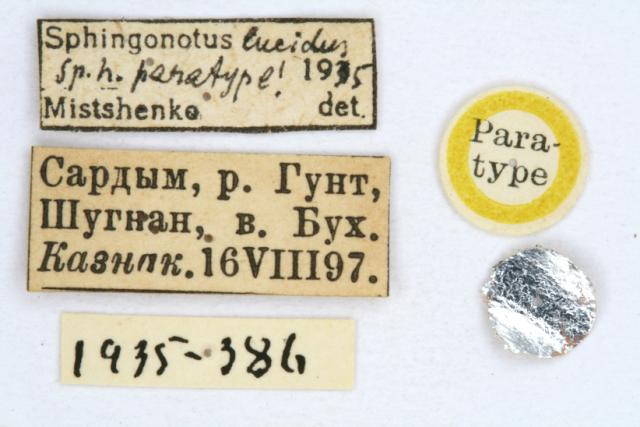 Sphingonotus lucidus
sp. n. paratype! 1935
Mistshenko det.
Para-
type
Сардым, р. Гунт,
Шугнан, в. Бух.
Казнак. 16VIII97.
1935-386